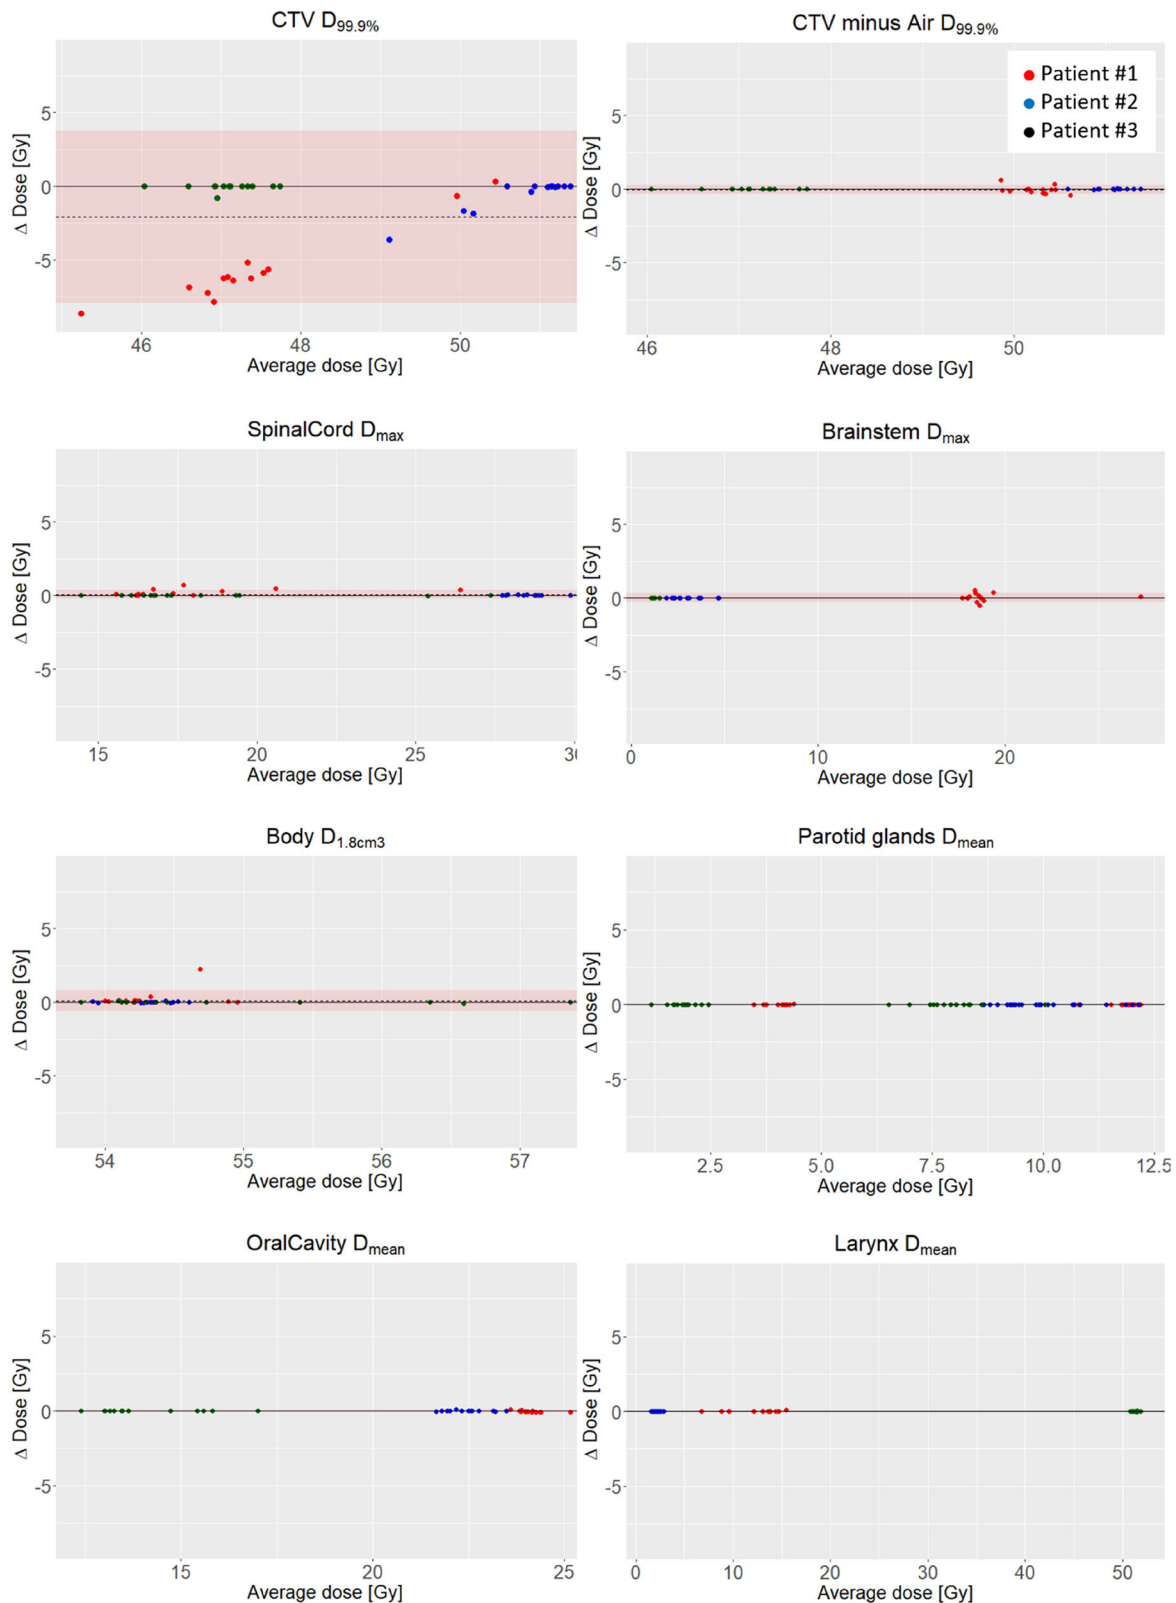 CTV D99.9%
CTV minus Air D99.9%
Patient #1
Patient #2
Patient #3
Δ Dose [Gy]
5
0
-5
46
48
50
Average dose [Gy]
Δ Dose [Gy]
5
0
-5
46
48
50
Average dose [Gy]
SpinalCord Dmax
Brainstem Dmax
Δ Dose [Gy]
5
0
-5
15
20
25
30
Average dose [Gy]
Δ Dose [Gy]
5
0
-5
0
10
20
Average dose [Gy]
Body D1.8cm3
Parotid glands Dmean
Δ Dose [Gy]
5
0
-5
54
55
56
57
Average dose [Gy]
Δ Dose [Gy]
5
0
-5
2.5
5.0
7.5
10.0
12.5
Average dose [Gy]
OralCavity Dmean
Larynx Dmean
Δ Dose [Gy]
5
0
-5
15
20
25
Average dose [Gy]
Δ Dose [Gy]
5
0
-5
0
10
20
30
40
50
Average dose [Gy]